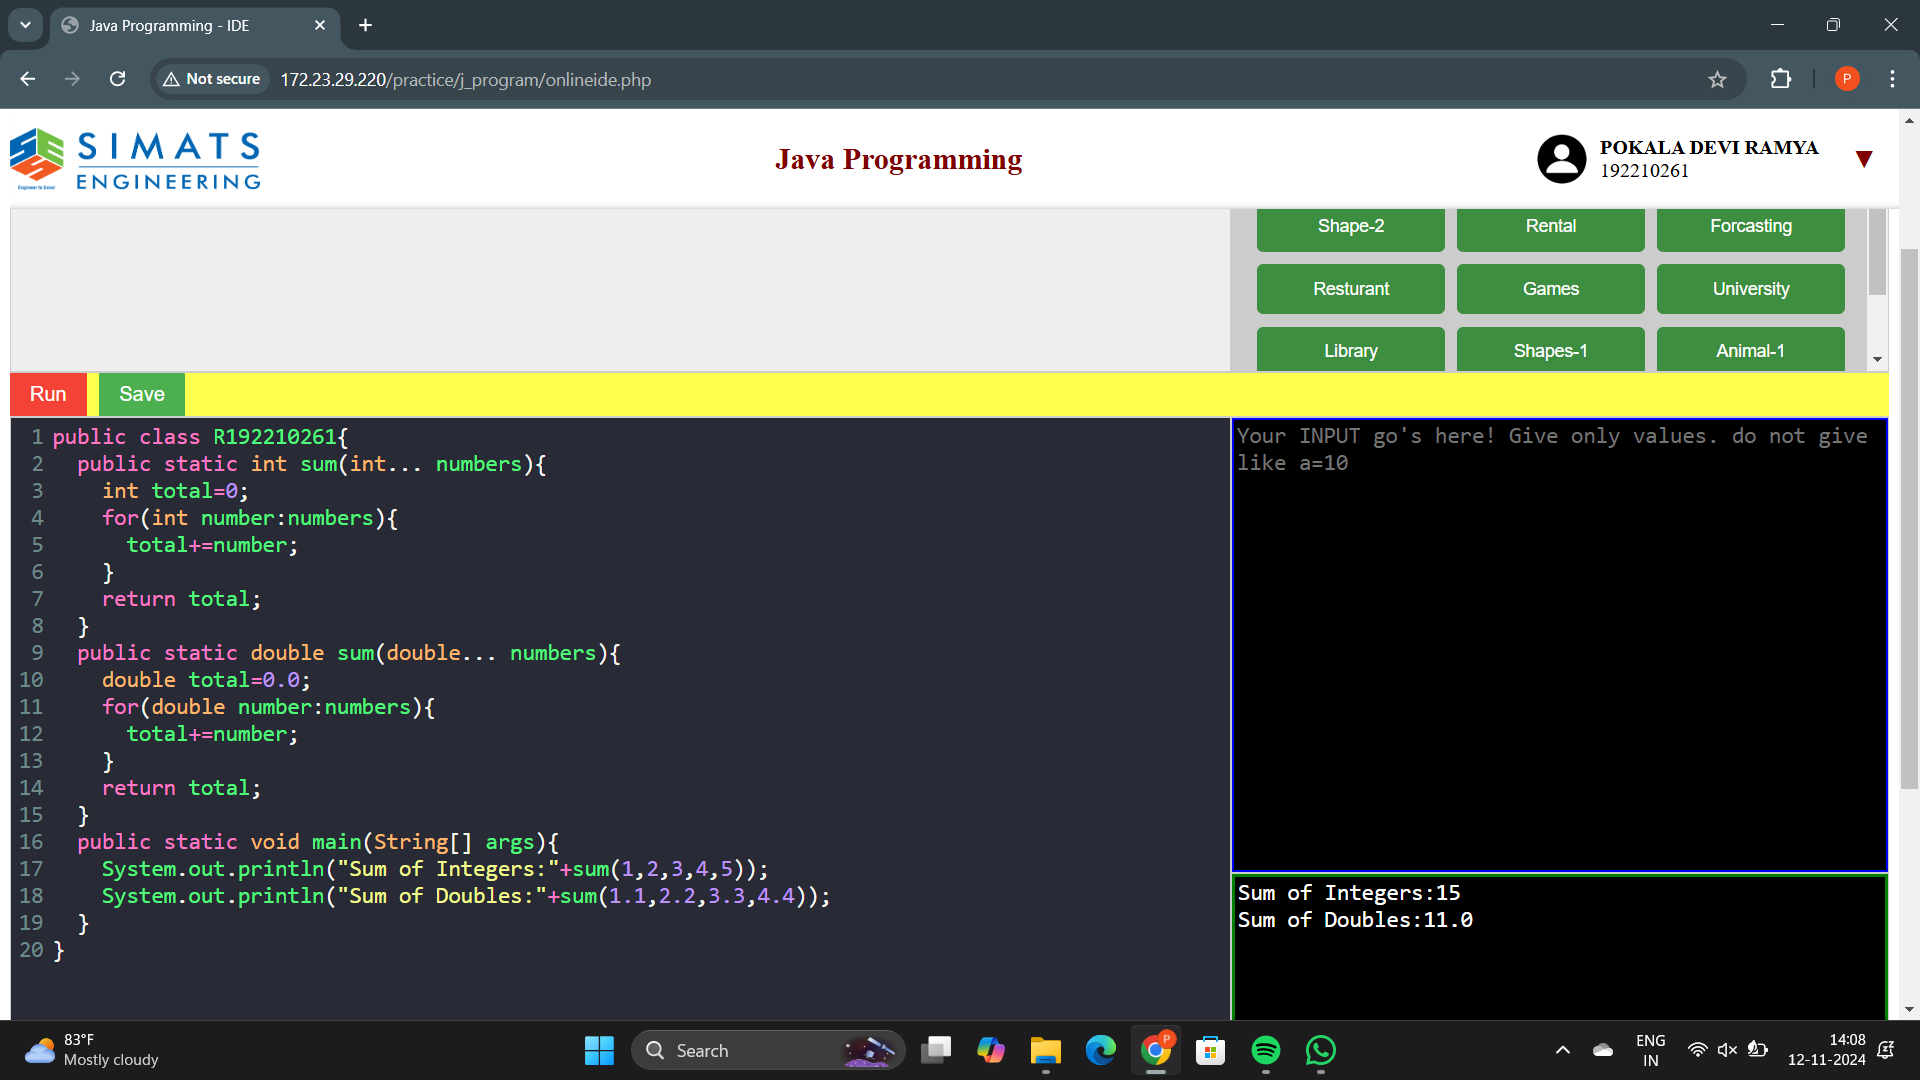 Java Programming - IDE
Not secure
172.23.29.220/practice/j_program/onlineide.php
P
SIMATS
ENGINEERING
Engineer to Excel
Java Programming
POKALA DEVI RAMYA
192210261
Shape-2
Rental
Forcasting
Resturant
Games
University
Library
Shapes-1
Animal-1
Run
Save
1 public class R192210261{
2   public static int sum(int... numbers){
3     int total=0;
4     for(int number:numbers){
5       total+=number;
6     }
7     return total;
8   }
9   public static double sum(double... numbers){
10     double total=0.0;
11     for(double number:numbers){
12       total+=number;
13     }
14     return total;
15   }
16   public static void main(String[] args){
17     System.out.println("Sum of Integers:"+sum(1,2,3,4,5));
18     System.out.println("Sum of Doubles:"+sum(1.1,2.2,3.3,4.4));
19   }
20 }
Your INPUT go's here! Give only values. do not give
like a=10
Sum of Integers:15
Sum of Doubles:11.0
83°F
Mostly cloudy
Search
P
ENG
IN
14:08
12-11-2024